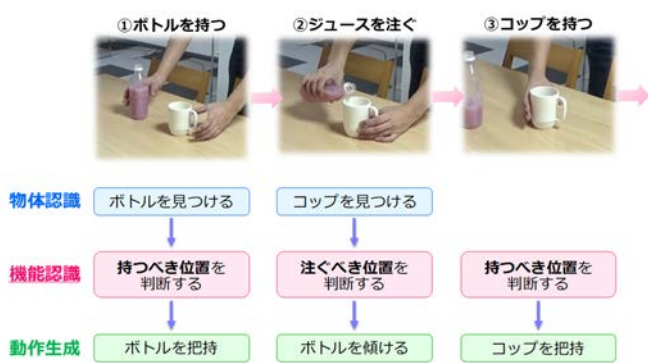 ①ボトルを持つ
②ジュースを注ぐ
③コップを持つ
物体認識
ボトルを見つける
コップを見つける
機能認識
持つべき位置を
判断する
注ぐべき位置を
判断する
持つべき位置を
判断する
動作生成
ボトルを把持
ボトルを傾ける
コップを把持